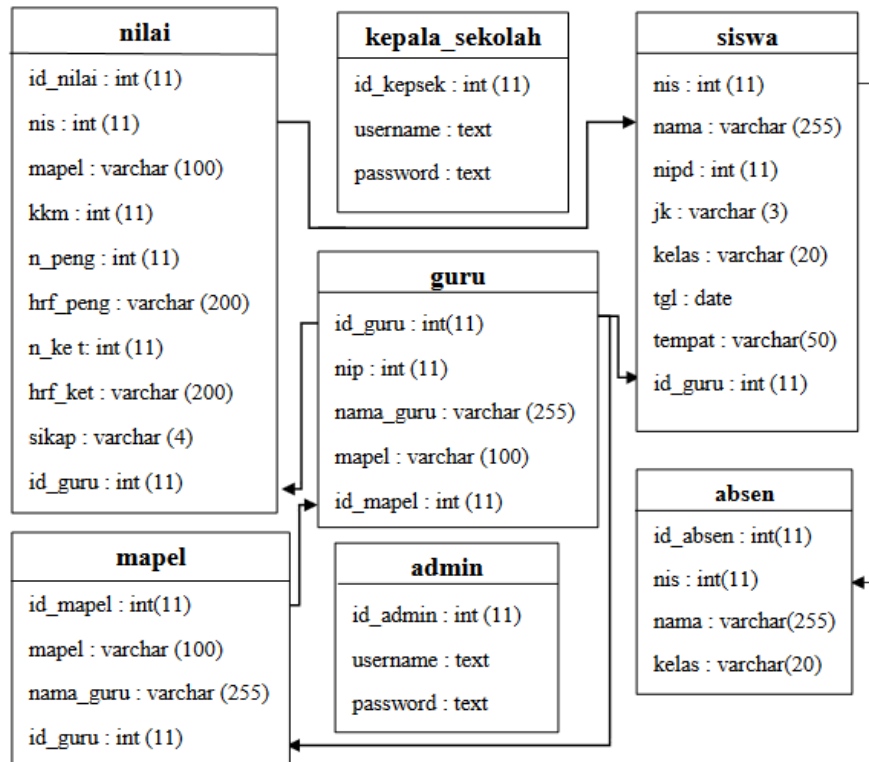 nilai
id_nilai : int (11)
nis : int (11)
mapel : varchar (100)
kkm : int (11)
n_peng : int (11)
hrf_peng : varchar (200)
n_ke t: int (11)
hrf_ket : varchar (200)
sikap : varchar (4)
id_guru : int (11)
kepala_sekolah
id_kepsek : int (11)
username : text
password : text
siswa
nis : int (11)
nama : varchar (255)
nipd : int (11)
jk : varchar (3)
kelas : varchar (20)
tgl : date
tempat : varchar(50)
id_guru : int (11)
guru
id_guru : int(11)
nip : int (11)
nama_guru : varchar (255)
mapel : varchar (100)
id_mapel : int (11)
mapel
id_mapel : int(11)
mapel : varchar (100)
nama_guru : varchar (255)
id_guru : int (11)
admin
id_admin : int (11)
username : text
password : text
absen
id_absen : int(11)
nis : int(11)
nama : varchar(255)
kelas : varchar(20)